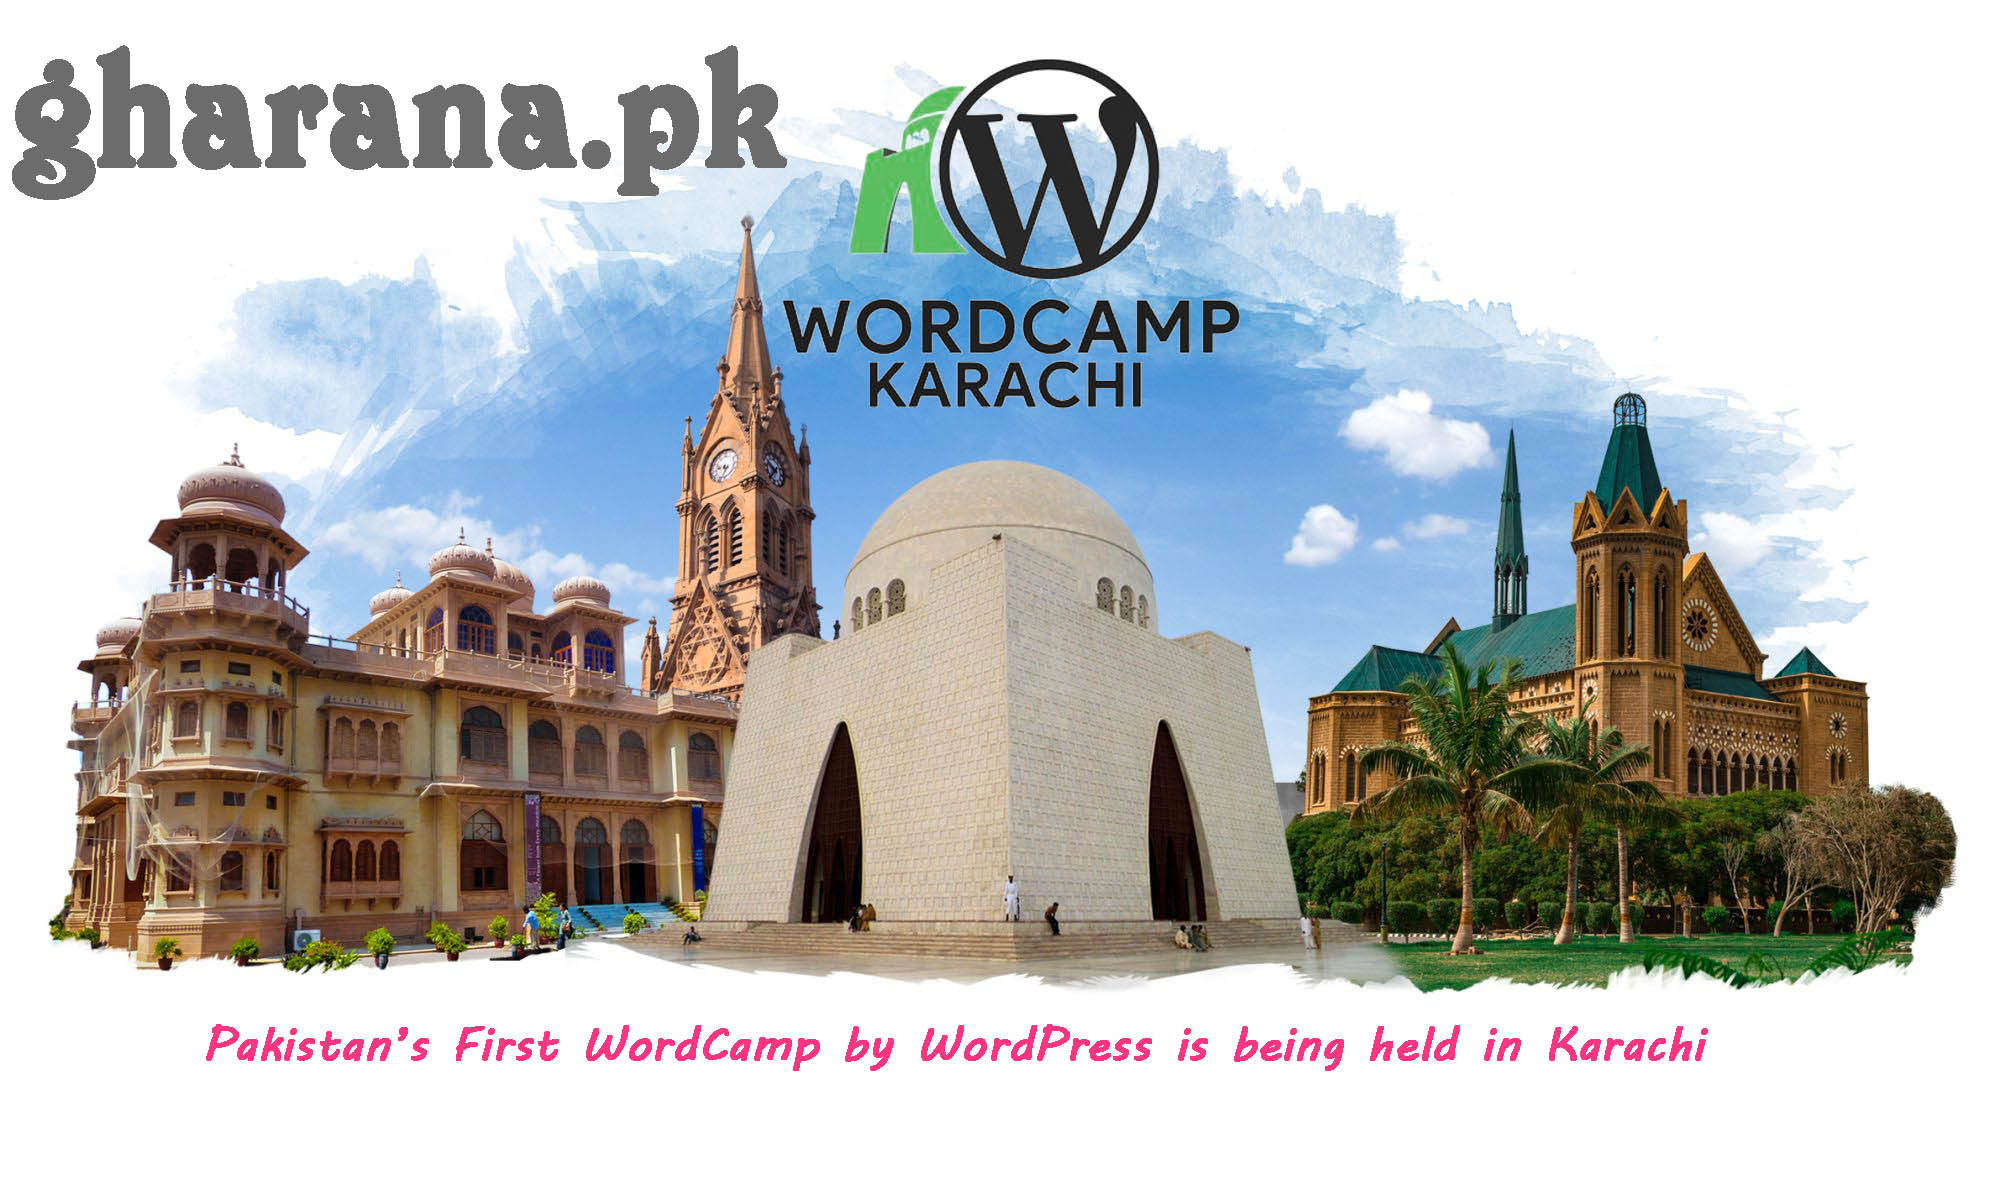 gharana.pk
W
WORDCAMP
KARACHI
Pakistan's First WordCamp by WordPress is being held in Karachi